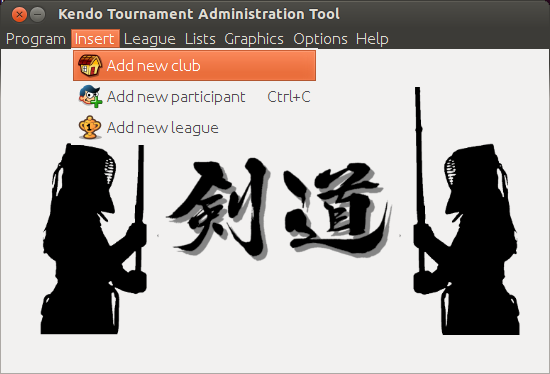 Kendo Tournament Administration Tool
Program Insert League Lists Graphics Options Help
Add new club
Add new participant Ctrl+C
1 Add new league
剣道